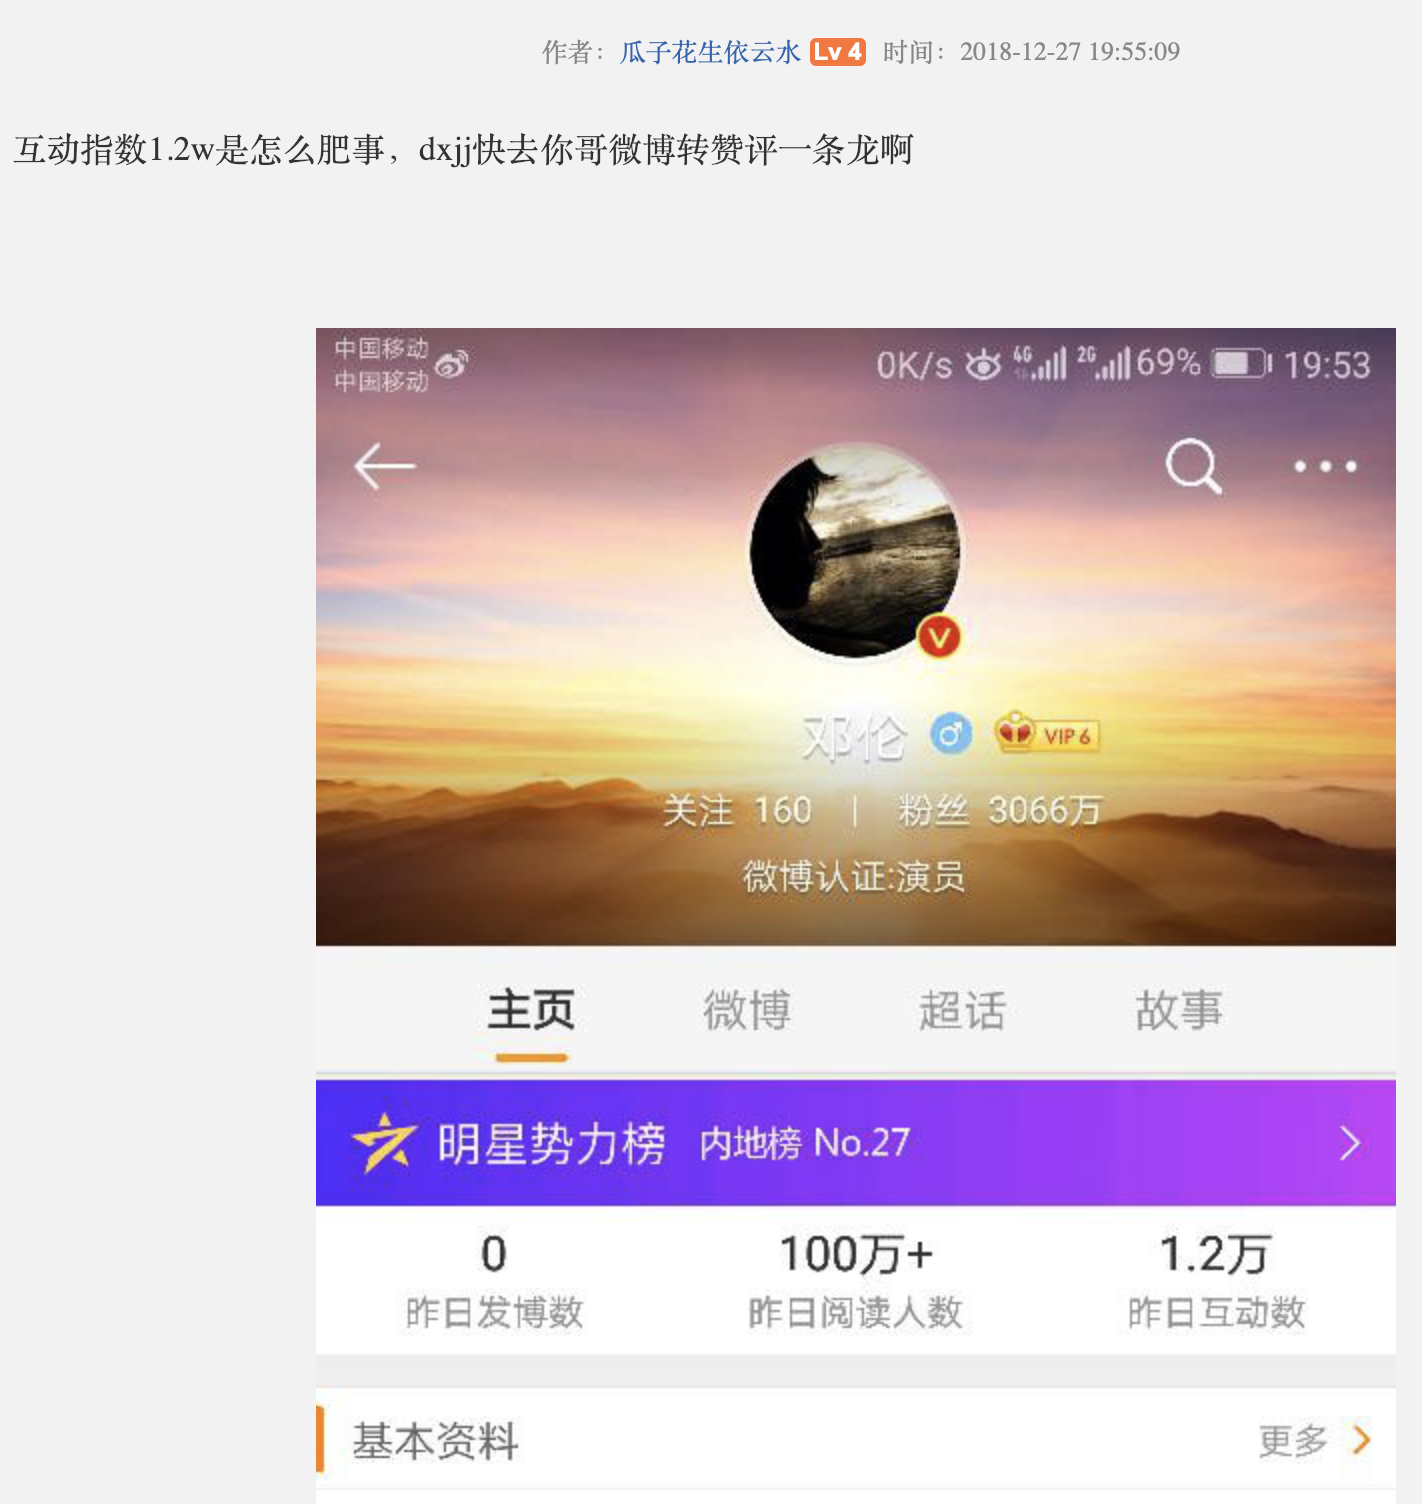 作者：瓜子花生依云水 Lv 4 时间：2018-12-27 19:55:09
互动指数1.2w是怎么肥事，dxjj快去你哥微博转赞评一条龙啊
中国移动
中国移动
0K/s 4G 2G 69% 19:53
邓伦 VIP 6
关注 160 | 粉丝 3066万
微博认证:演员
主页 微博 超话 故事
明星势力榜 内地榜 No.27
0 100万+ 1.2万
昨日发博数 昨日阅读人数 昨日互动数
基本资料 更多